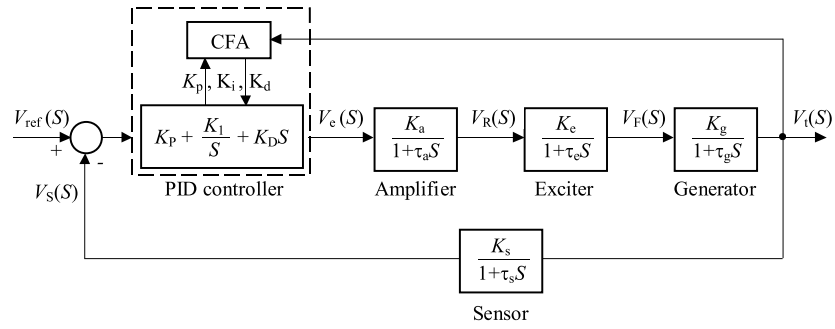 CFA
Kp, Ki, Kd
Vref(S)
+
-
KP + K1/S + KDS
Ve(S)
Ka/1+τaS
VR(S)
Ke/1+τeS
VF(S)
Kg/1+τgS
Vt(S)
PID controller
Amplifier
Exciter
Generator
VS(S)
Ks/1+τsS
Sensor